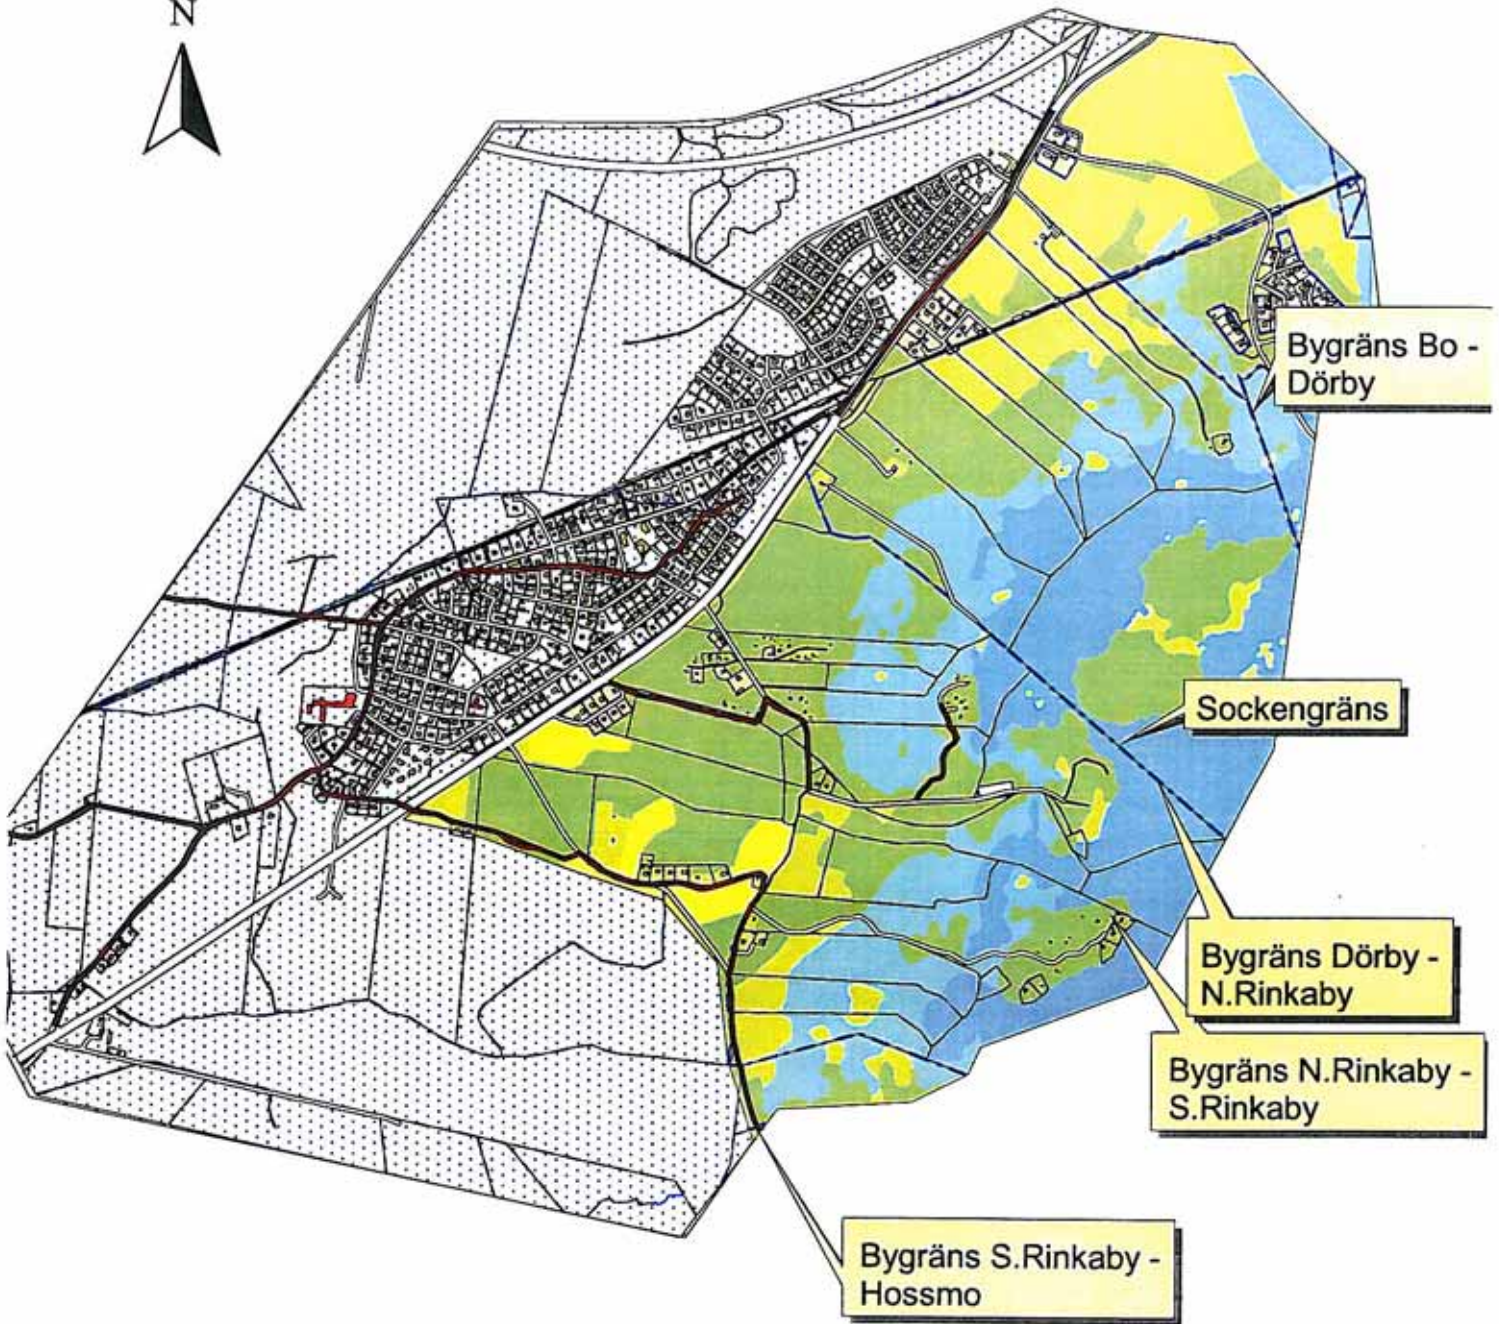 N
Bygräns Bo -
Dörby
Sockengräns
Bygräns Dörby -
N.Rinkaby
Bygräns N.Rinkaby -
S.Rinkaby
Bygräns S.Rinkaby -
Hossmo